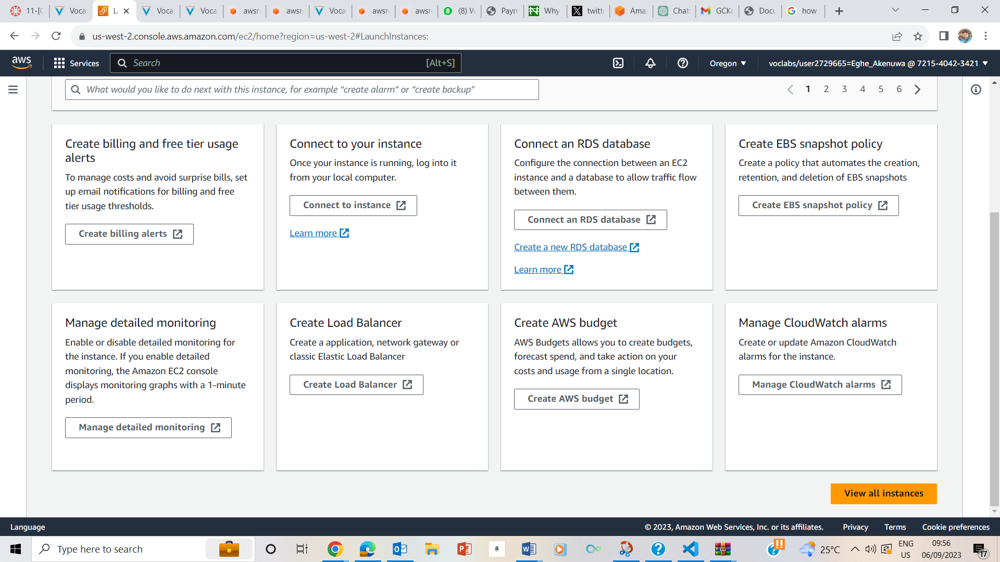 11-[C
Voca
La
Voca
Voca
awsr
awsr
Voca
awsr
awsr
(8) W
Paym
Why
twitt
Ama
Chat
GCK
Docu
how
us-west-2.console.aws.amazon.com/ec2/home?region=us-west-2#LaunchInstances:
aws
Services
Search
[Alt+S]
Oregon
voclabs/user2729665=Eghe_Akenuwa @ 7215-4042-3421
What would you like to do next with this instance, for example “create alarm” or “create backup"
1 2 3 4 5 6
Create billing and free tier usage
alerts
To manage costs and avoid surprise bills, set
up email notifications for billing and free
tier usage thresholds.
Create billing alerts
Connect to your instance
Once your instance is running, log into it
from your local computer.
Connect to instance
Learn more
Connect an RDS database
Configure the connection between an EC2
instance and a database to allow traffic flow
between them.
Connect an RDS database
Create a new RDS database
Learn more
Create EBS snapshot policy
Create a policy that automates the creation,
retention, and deletion of EBS snapshots
Create EBS snapshot policy
Manage detailed monitoring
Enable or disable detailed monitoring for
the instance. If you enable detailed
monitoring, the Amazon EC2 console
displays monitoring graphs with a 1-minute
period.
Manage detailed monitoring
Create Load Balancer
Create a application, network gateway or
classic Elastic Load Balancer
Create Load Balancer
Create AWS budget
AWS Budgets allows you to create budgets,
forecast spend, and take action on your
costs and usage from a single location.
Create AWS budget
Manage CloudWatch alarms
Create or update Amazon CloudWatch
alarms for the instance.
Manage CloudWatch alarms
View all instances
Language
© 2023, Amazon Web Services, Inc. or its affiliates.
Privacy
Terms
Cookie preferences
Type here to search
25°C
ENG
US
09:56
06/09/2023
17